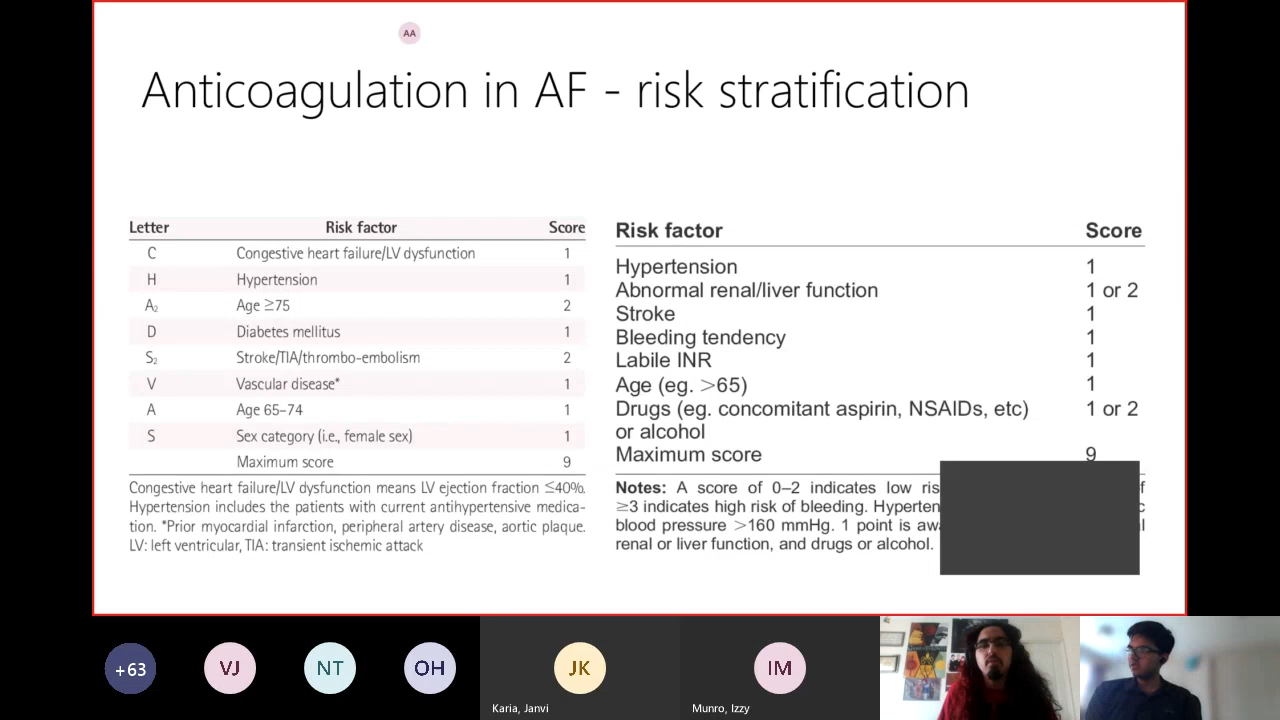 AA
Anticoagulation in AF - risk stratification
Letter Risk factor Score
C Congestive heart failure/LV dysfunction 1
H Hypertension 1
A₂ Age ≥75 2
D Diabetes mellitus 1
S₂ Stroke/TIA/thrombo-embolism 2
V Vascular disease* 1
A Age 65–74 1
S Sex category (i.e., female sex) 1
Maximum score 9
Congestive heart failure/LV dysfunction means LV ejection fraction ≤40%.
Hypertension includes the patients with current antihypertensive medica-
tion. *Prior myocardial infarction, peripheral artery disease, aortic plaque.
LV: left ventricular, TIA: transient ischemic attack
Risk factor Score
Hypertension 1
Abnormal renal/liver function 1 or 2
Stroke 1
Bleeding tendency 1
Labile INR 1
Age (eg. >65) 1
Drugs (eg. concomitant aspirin, NSAIDs, etc) 1 or 2
or alcohol
Maximum score 9
Notes: A score of 0–2 indicates low
≥3 indicates high risk of bleeding.
blood pressure >160 mmHg. 1 point is
renal or liver function, and drugs or alcohol.
+63 VJ NT OH JK IM
Karia, Janvi Munro, Izzy